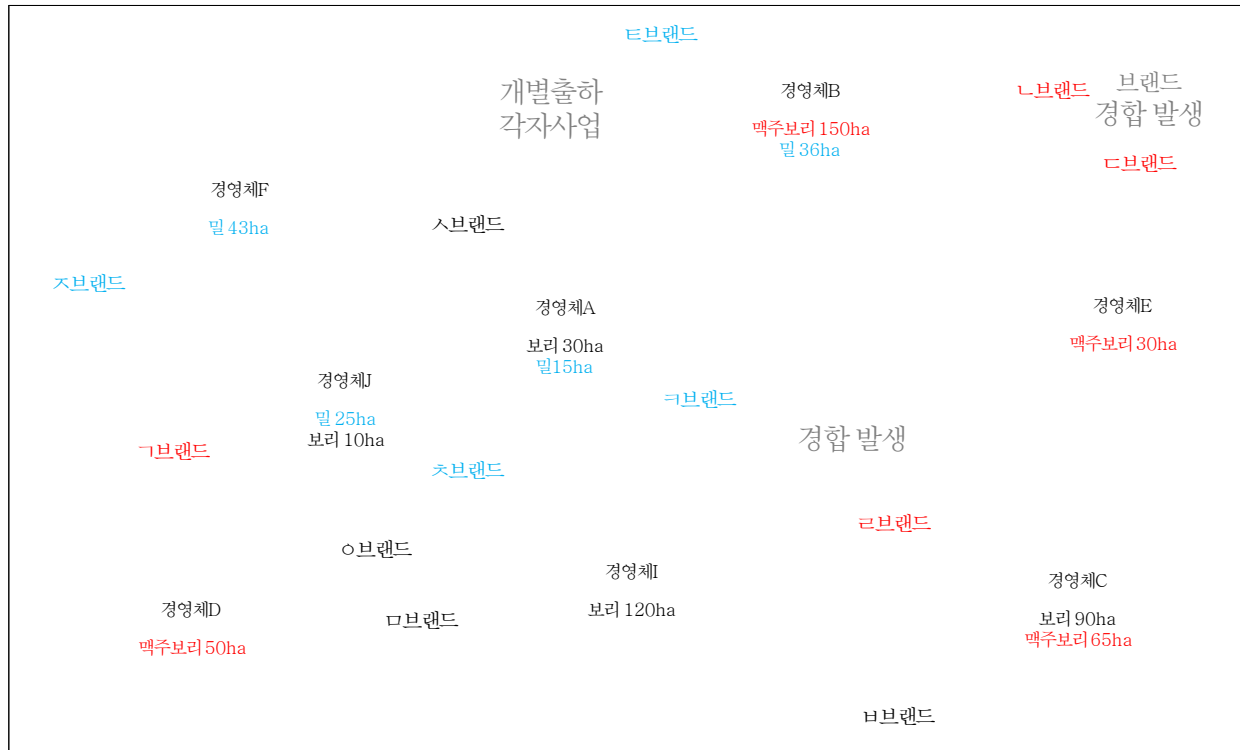 ㅌ브랜드
개별출하
각자사업
경영체B
맥주보리 150ha
밀 36ha
ㄴ브랜드
브랜드
경합 발생
ㄷ브랜드
경영체F
밀 43ha
ㅅ브랜드
ㅈ브랜드
경영체A
보리 30ha
밀15ha
경영체E
맥주보리 30ha
경영체J
밀 25ha
보리 10ha
ㅋ브랜드
경합 발생
ㄱ브랜드
ㅊ브랜드
ㄹ브랜드
ㅇ브랜드
경영체I
보리 120ha
경영체C
보리 90ha
맥주보리 65ha
경영체D
맥주보리 50ha
ㅁ브랜드
ㅂ브랜드